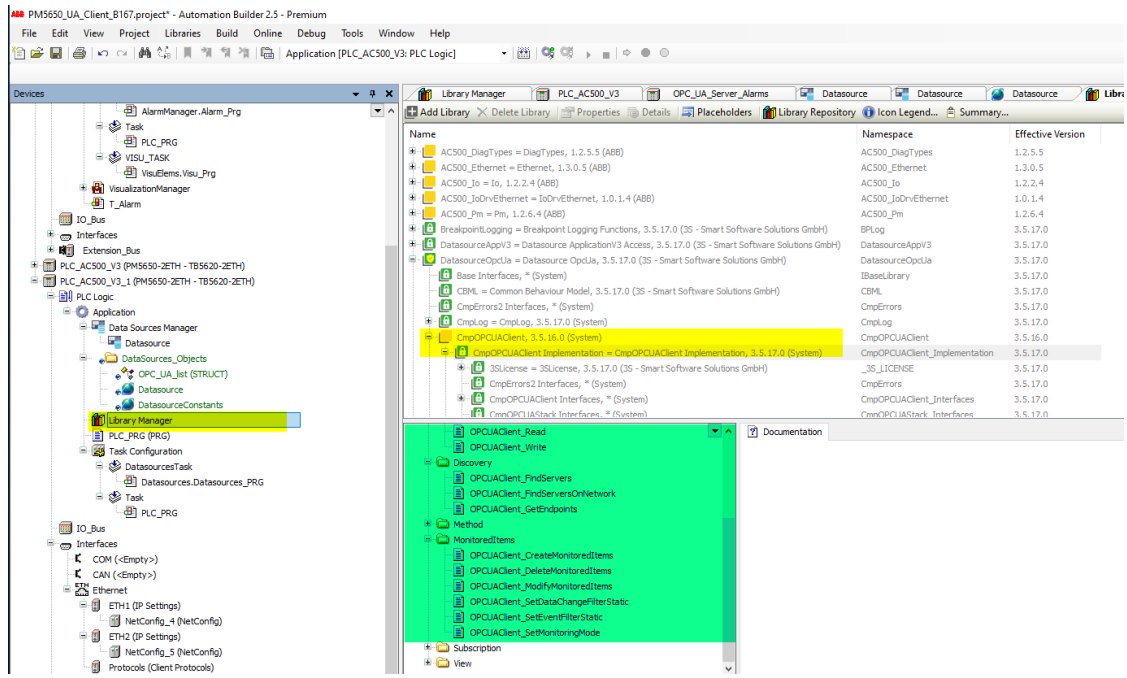 ABB PM5650_UA_Client_B167.project* - Automation Builder 2.5 - Premium
File Edit View Project Libraries Build Online Debug Tools Window Help
Application [PLC_AC500_V3: PLC Logic]
Devices
AlarmManager.Alarm_Prg
Task
PLC_PRG
VISU_TASK
VisuElems.Visu_Prg
VisualizationManager
T_Alarm
IO_Bus
Interfaces
Extension_Bus
PLC_AC500_V3 (PM5650-2ETH - TB5620-2ETH)
PLC_AC500_V3_1 (PM5650-2ETH - TB5620-2ETH)
PLC Logic
Application
Data Sources Manager
Datasource
DataSources_Objects
OPC_UA_list (STRUCT)
Datasource
DatasourceConstants
Library Manager
PLC_PRG (PRG)
Task Configuration
DatasourcesTask
Datasources.Datasources_PRG
Task
PLC_PRG
IO_Bus
Interfaces
COM (<Empty>)
CAN (<Empty>)
Ethernet
ETH1 (IP Settings)
NetConfig_4 (NetConfig)
ETH2 (IP Settings)
NetConfig_5 (NetConfig)
Protocols (Client Protocols)
Library Manager PLC_AC500_V3 OPC_UA_Server_Alarms Datasource Datasource Datasource Libra
Add Library Delete Library Properties Details Placeholders Library Repository Icon Legend... Summary...
Name Namespace Effective Version
AC500_DiagTypes = DiagTypes, 1.2.5.5 (ABB) AC500_DiagTypes 1.2.5.5
AC500_Ethernet = Ethernet, 1.3.0.5 (ABB) AC500_Ethernet 1.3.0.5
AC500_Io = Io, 1.2.2.4 (ABB) AC500_Io 1.2.2.4
AC500_IoDrvEthernet = IoDrvEthernet, 1.0.1.4 (ABB) AC500_IoDrvEthernet 1.0.1.4
AC500_Pm = Pm, 1.2.6.4 (ABB) AC500_Pm 1.2.6.4
BreakpointLogging = Breakpoint Logging Functions, 3.5.17.0 (3S - Smart Software Solutions GmbH) BPLog 3.5.17.0
DatasourceAppV3 = Datasource ApplicationV3 Access, 3.5.17.0 (3S - Smart Software Solutions GmbH) DatasourceAppV3 3.5.17.0
DatasourceOpcUa = Datasource OpcUa, 3.5.17.0 (3S - Smart Software Solutions GmbH) DatasourceOpcUa 3.5.17.0
Base Interfaces, * (System) IBaseLibrary 3.5.17.0
CBML = Common Behaviour Model, 3.5.17.0 (3S - Smart Software Solutions GmbH) CBML 3.5.17.0
CmpErrors2 Interfaces, * (System) CmpErrors 3.5.17.0
CmpLog = CmpLog, 3.5.17.0 (System) CmpLog 3.5.17.0
CmpOPCUAClient, 3.5.16.0 (System) CmpOPCUAClient 3.5.16.0
CmpOPCUAClient Implementation = CmpOPCUAClient Implementation, 3.5.17.0 (System) CmpOPCUAClient_Implementation 3.5.17.0
3SLicense = 3SLicense, 3.5.17.0 (3S - Smart Software Solutions GmbH) _3S_LICENSE 3.5.17.0
CmpErrors2 Interfaces, * (System) CmpErrors 3.5.17.0
CmpOPCUAClient Interfaces, * (System) CmpOPCUAClient_Interfaces 3.5.17.0
CmpOPCUAStack Interfaces, * (System) CmpOPCUAStack_Interfaces 3.5.17.0
OPCUAClient_Read
OPCUAClient_Write
Discovery
OPCUAClient_FindServers
OPCUAClient_FindServersOnNetwork
OPCUAClient_GetEndpoints
Method
MonitoredItems
OPCUAClient_CreateMonitoredItems
OPCUAClient_DeleteMonitoredItems
OPCUAClient_ModifyMonitoredItems
OPCUAClient_SetDataChangeFilterStatic
OPCUAClient_SetEventFilterStatic
OPCUAClient_SetMonitoringMode
Subscription
View
Documentation